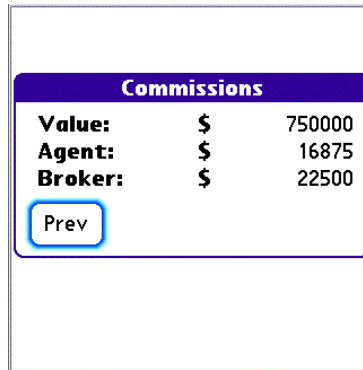 Commissions
Value: $ 750000
Agent: $ 16875
Broker: $ 22500
Prev